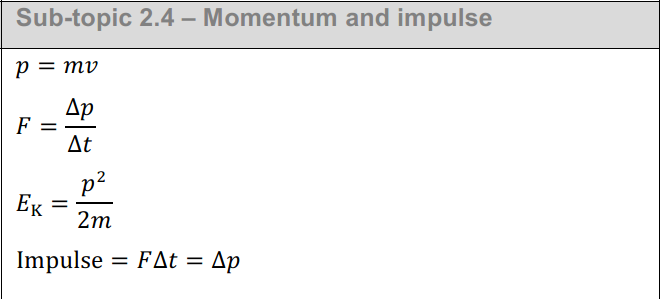 Sub-topic 2.4 – Momentum and impulse
p = mv
F = Δp/Δt
E_K = p²/2m
Impulse = FΔt = Δp